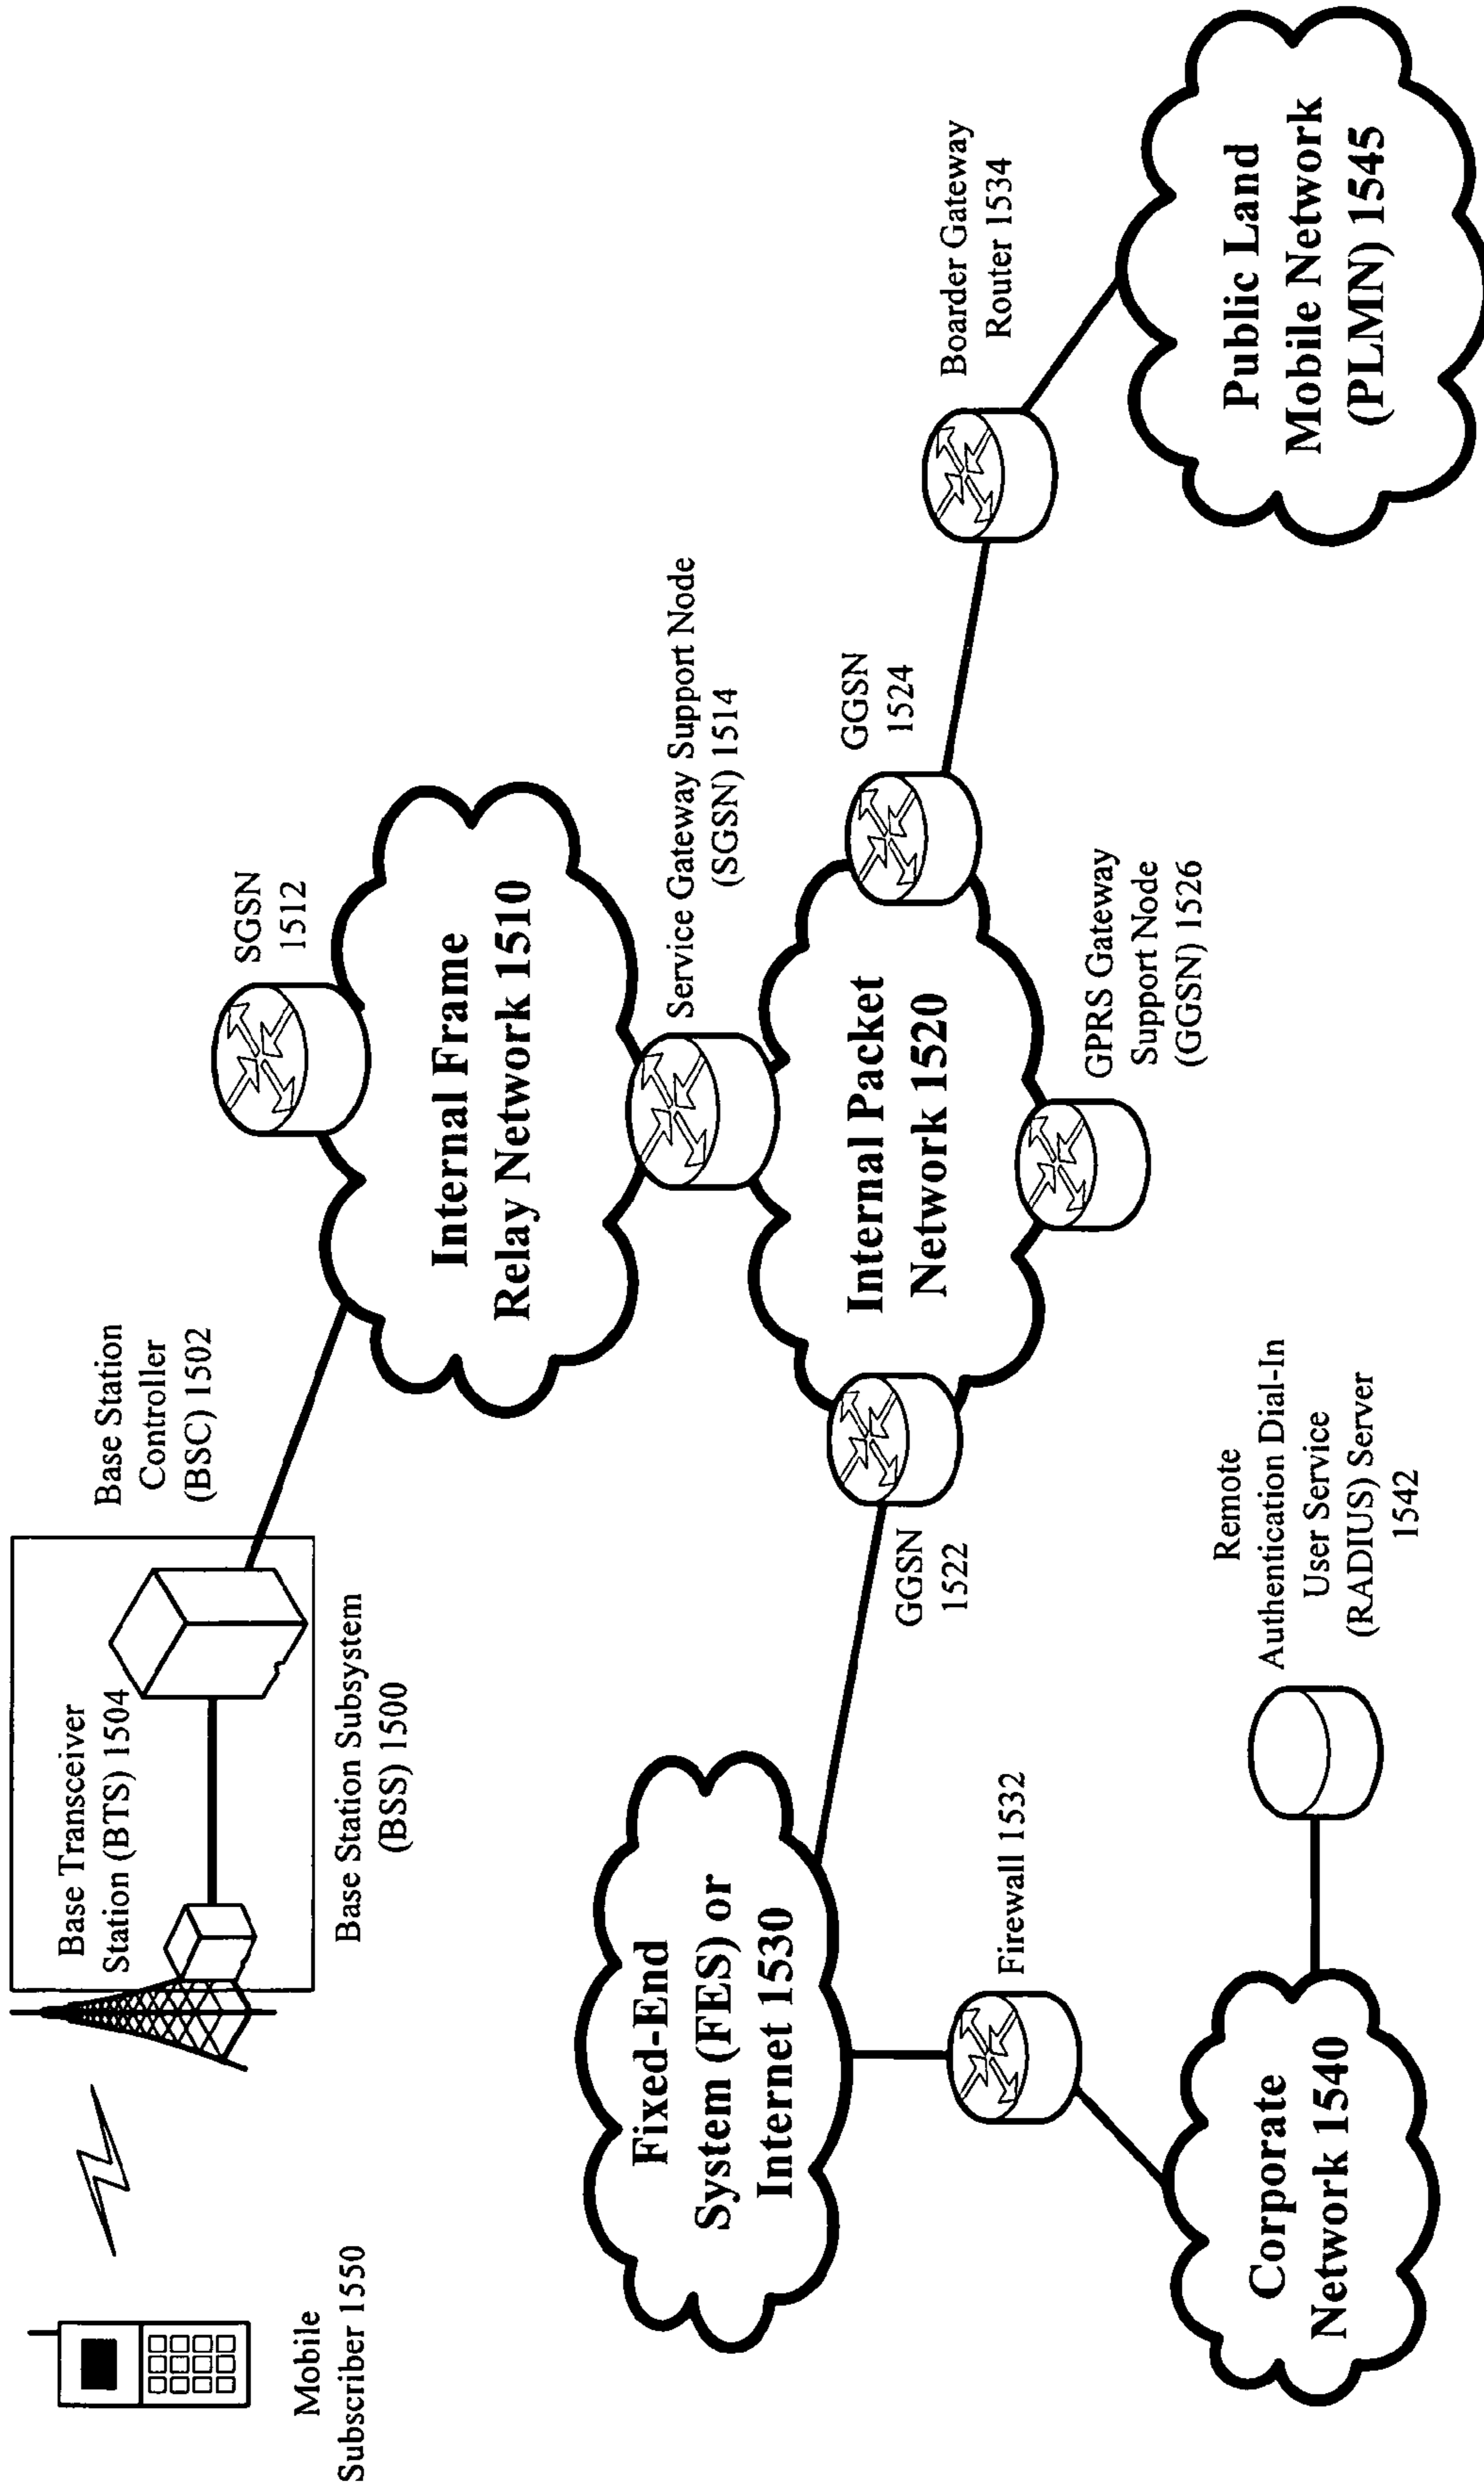 Mobile
Subscriber 1550
Base Transceiver
Station (BTS) 1504
Base Station Subsystem
(BSS) 1500
Base Station
Controller
(BSC) 1502
SGSN
1512
Internal Frame
Relay Network 1510
Service Gateway Support Node
(SGSN) 1514
Fixed-End
System (FES) or
Internet 1530
GGSN
1522
Internal Packet
Network 1520
GGSN
1524
Boarder Gateway
Router 1534
Firewall 1532
GPRS Gateway
Support Node
(GGSN) 1526
Corporate
Network 1540
Remote
Authentication Dial-In
User Service
(RADIUS) Server
1542
Public Land
Mobile Network
(PLMN) 1545